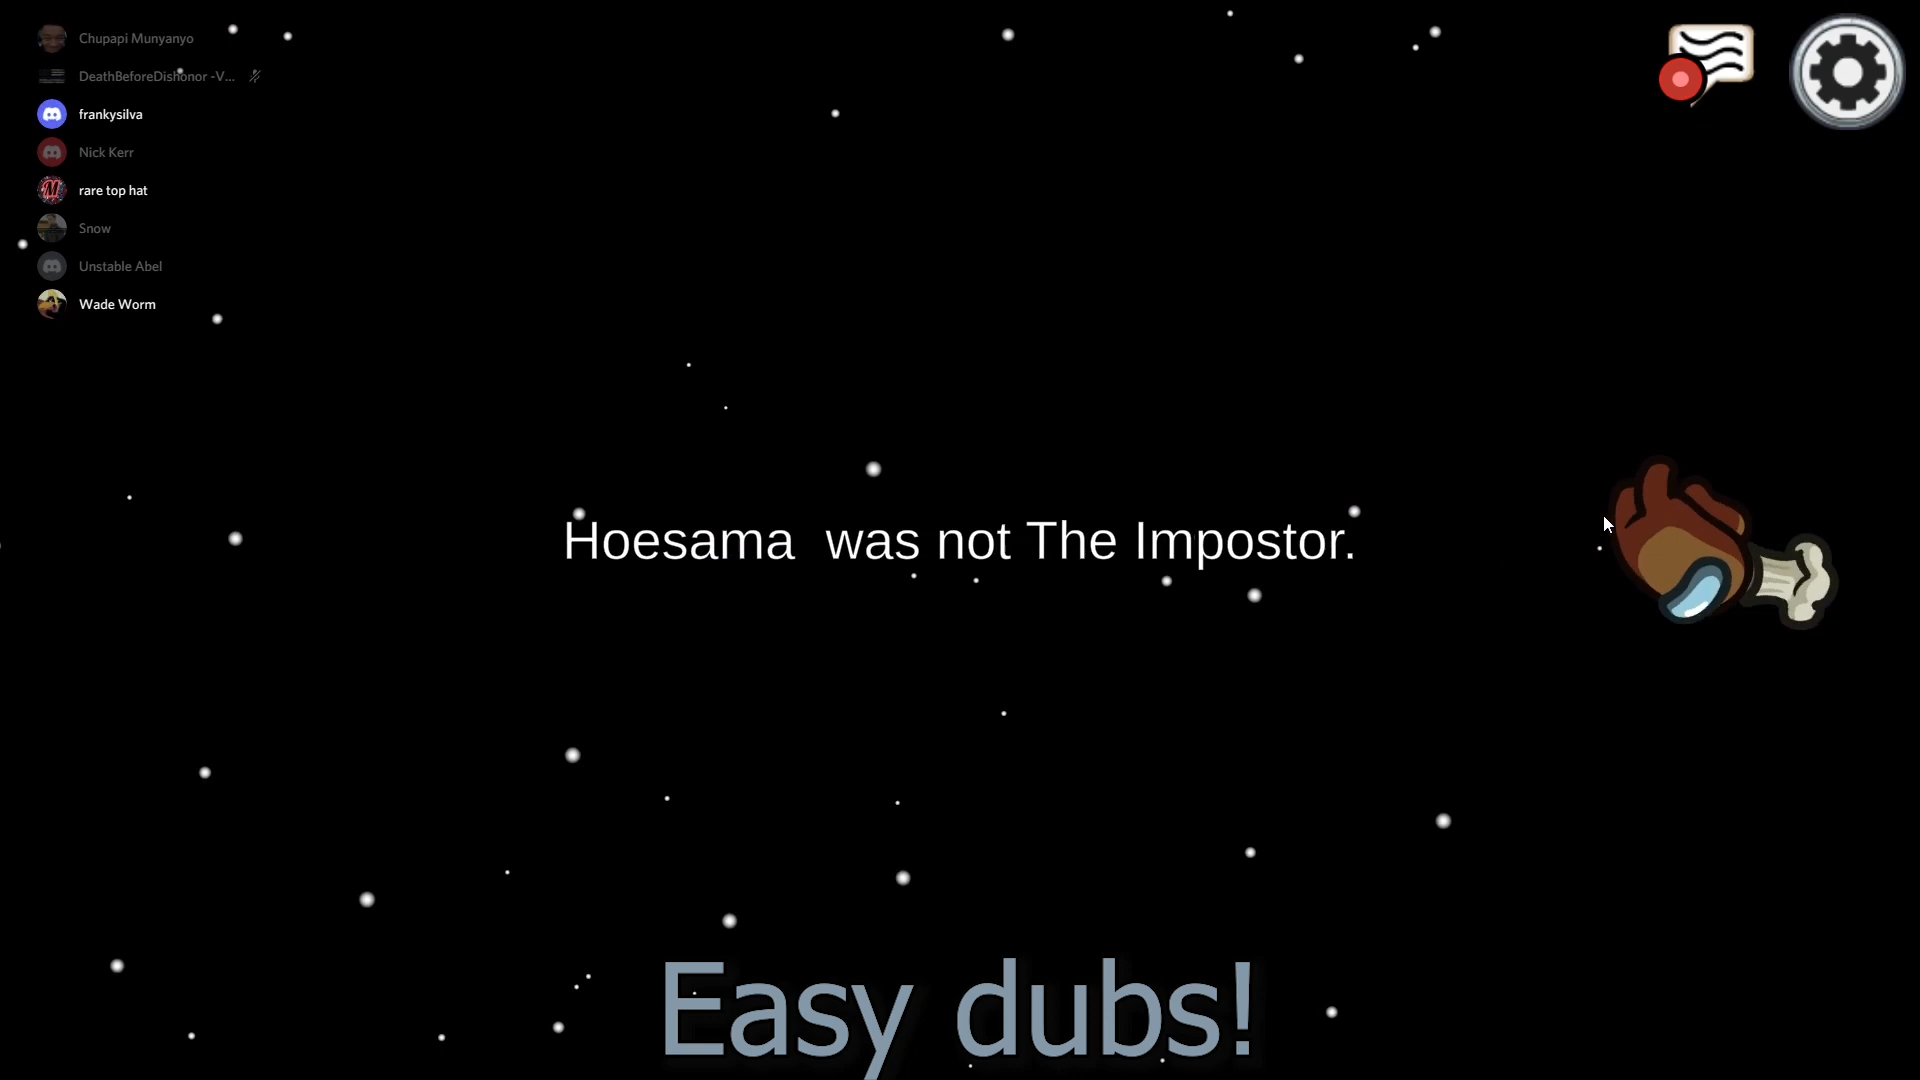 Chupapi Munyanyo
DeathBeforeDishonor -V...
frankysilva
Nick Kerr
rare top hat
Snow
Unstable Abel
Wade Worm
Hoesama  was not The Impostor.
Easy dubs!